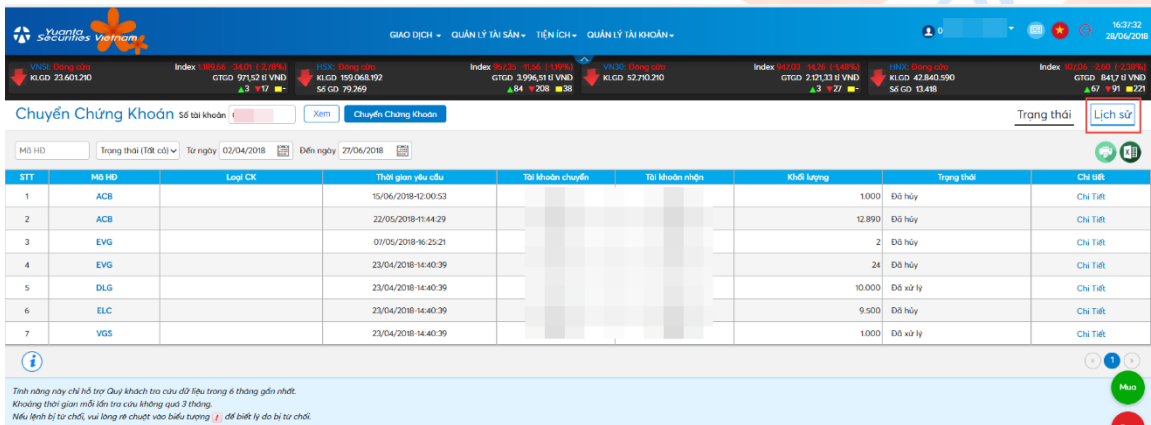 Yuanta Securities Vietnam
GIAO DỊCH QUẢN LÝ TÀI SẢN TIỆN ÍCH QUẢN LÝ TÀI KHOẢN
0
16:37:32
28/06/2018
VNSI: Đóng cửa Index 1.189,66 -34,01 (-2,78%) HSX: Đóng cửa Index -11,56 (-1,19%) VN30: Đóng cửa Index -14,26 (-1,48%) HNX: Đóng cửa Index 107,06 -2,60 (-2,38%)
KLGD 23.601.210 GTGD 971,52 tỉ VND KLGD 159.068.192 GTGD 3.996,51 tỉ VND KLGD 52.710.210 GTGD 2.121,33 tỉ VND KLGD 42.840.590 GTGD 841,7 tỉ VND
▲3 ▼17 ■- Số GD 79.269 ▲84 ▼208 ■38 ▲3 ▼27 ■- Số GD 13.418 ▲67 ▼91 ■221
Chuyển Chứng Khoán Số tài khoản Xem Chuyển Chứng Khoán Trạng thái Lịch sử
Mã HĐ Trạng thái (Tất cả) Từ ngày 02/04/2018 Đến ngày 27/06/2018
STT Mã HĐ Loại CK Thời gian yêu cầu Tài khoản chuyển Tài khoản nhận Khối lượng Trạng thái Chi tiết
1 ACB 15/06/2018-12:00:53 1.000 Đã hủy Chi Tiết
2 ACB 22/05/2018-11:44:29 12.890 Đã hủy Chi Tiết
3 EVG 07/05/2018-16:25:21 2 Đã hủy Chi Tiết
4 EVG 23/04/2018-14:40:39 24 Đã hủy Chi Tiết
5 DLG 23/04/2018-14:40:39 10.000 Đã xử lý Chi Tiết
6 ELC 23/04/2018-14:40:39 9.500 Đã hủy Chi Tiết
7 VGS 23/04/2018-14:40:39 1.000 Đã xử lý Chi Tiết
1
Tính năng này chỉ hỗ trợ Quý khách tra cứu dữ liệu trong 6 tháng gần nhất.
Khoảng thời gian mỗi lần tra cứu không quá 3 tháng.
Nếu lệnh bị từ chối, vui lòng rê chuột vào biểu tượng để biết lý do bị từ chối.
Mua